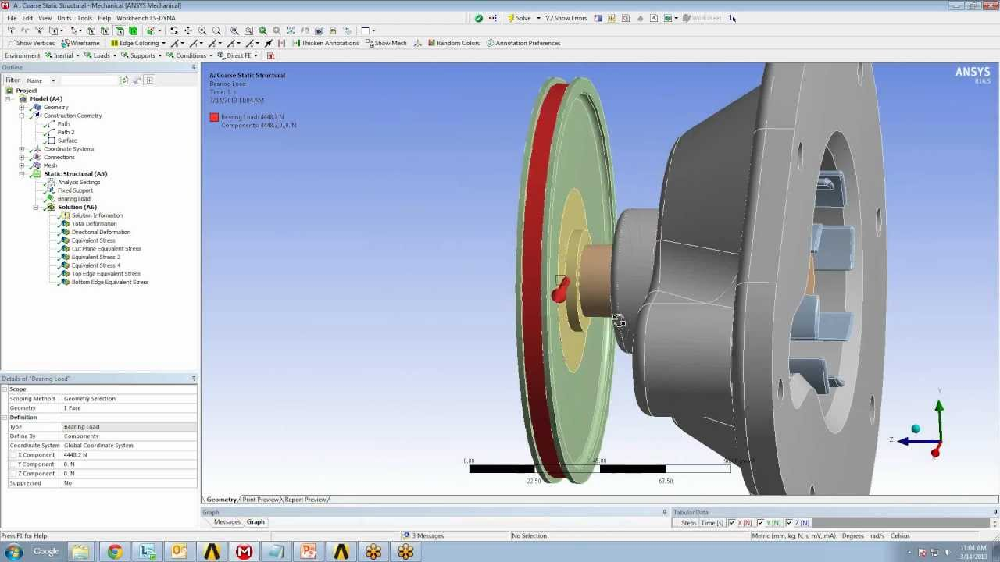 A : Coarse Static Structural - Mechanical [ANSYS Mechanical]
File Edit View Units Tools Help Workbench LS-DYNA
Solve ?/ Show Errors Worksheet
Show Vertices Wireframe Edge Coloring Thicken Annotations Show Mesh Random Colors Annotation Preferences
Environment Inertial Loads Supports Conditions Direct FE
Outline
Filter: Name
Project
Model (A4)
Geometry
Construction Geometry
Path
Path 2
Surface
Coordinate Systems
Connections
Mesh
Static Structural (A5)
Analysis Settings
Fixed Support
Bearing Load
Solution (A6)
Solution Information
Total Deformation
Directional Deformation
Equivalent Stress
Cut Plane Equivalent Stress
Equivalent Stress 3
Equivalent Stress 4
Top Edge Equivalent Stress
Bottom Edge Equivalent Stress
Details of "Bearing Load"
Scope
Scoping Method Geometry Selection
Geometry 1 Face
Definition
Type Bearing Load
Define By Components
Coordinate System Global Coordinate System
X Component 4448.2 N
Y Component 0. N
Z Component 0. N
Suppressed No
A: Coarse Static Structural
Bearing Load
Time: 1. s
3/14/2013 11:04 AM
Bearing Load: 4448.2 N
Components: 4448.2,0.,0. N
ANSYS
R14.5
Y
Z
0.00 45.00
22.50 67.50
Geometry Print Preview Report Preview
Graph
Messages Graph
Tabular Data
Steps Time [s] X [N] Y [N] Z [N]
Press F1 for Help 3 Messages No Selection Metric (mm, kg, N, s, mV, mA) Degrees rad/s Celsius
Google
11:04 AM
3/14/2013